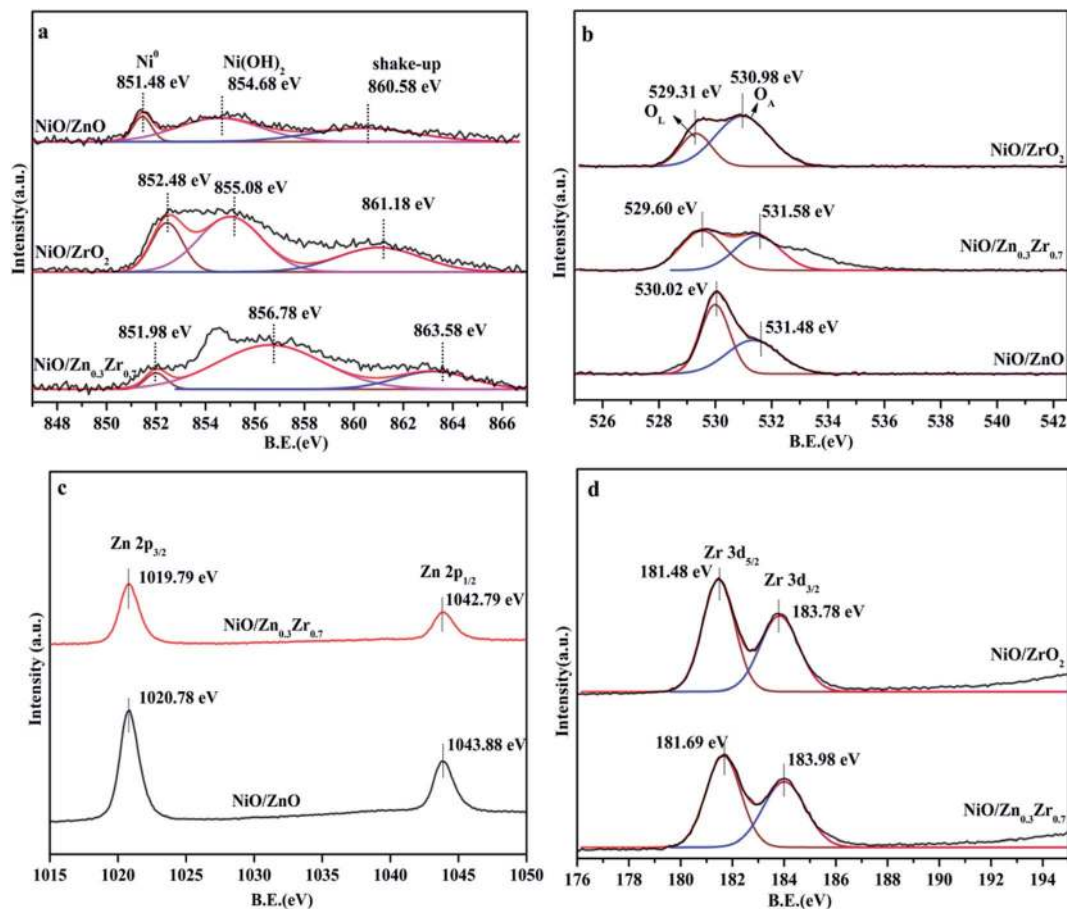 a
Ni⁰
Ni(OH)₂
shake-up
851.48 eV
854.68 eV
860.58 eV
NiO/ZnO
852.48 eV
855.08 eV
861.18 eV
NiO/ZrO₂
851.98 eV
856.78 eV
863.58 eV
NiO/Zn₀.₃Zr₀.₇
Intensity(a.u.)
848 850 852 854 856 858 860 862 864 866
B.E.(eV)
b
529.31 eV
530.98 eV
O_L
O_A
NiO/ZrO₂
529.60 eV
531.58 eV
NiO/Zn₀.₃Zr₀.₇
530.02 eV
531.48 eV
NiO/ZnO
Intensity(a.u.)
526 528 530 532 534 536 538 540 542
B.E.(eV)
c
Zn 2p₃/₂
1019.79 eV
Zn 2p₁/₂
1042.79 eV
NiO/Zn₀.₃Zr₀.₇
1020.78 eV
1043.88 eV
NiO/ZnO
Intensity (a.u.)
1015 1020 1025 1030 1035 1040 1045 1050
B.E.(eV)
d
Zr 3d₅/₂
181.48 eV
Zr 3d₃/₂
183.78 eV
NiO/ZrO₂
181.69 eV
183.98 eV
NiO/Zn₀.₃Zr₀.₇
Intensity(a.u.)
176 178 180 182 184 186 188 190 192 194
B.E.(eV)